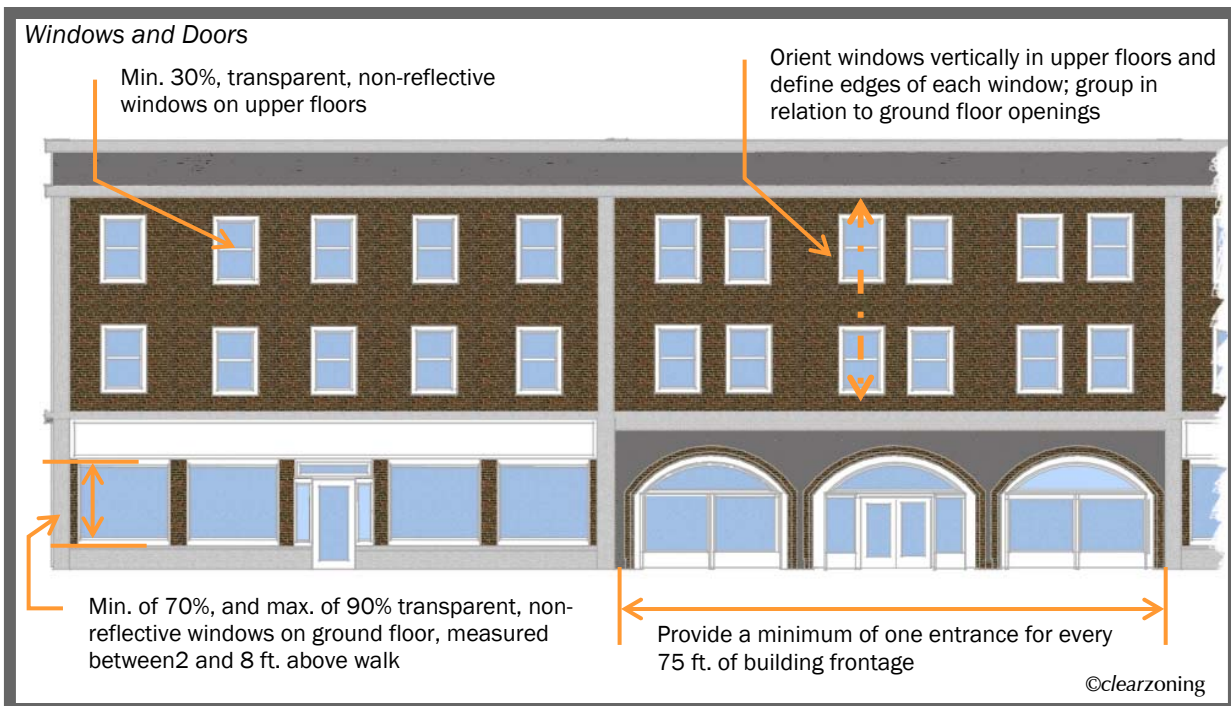 Windows and Doors
Min. 30%, transparent, non-reflective
windows on upper floors
Orient windows vertically in upper floors and
define edges of each window; group in
relation to ground floor openings
Min. of 70%, and max. of 90% transparent, non-
reflective windows on ground floor, measured
between2 and 8 ft. above walk
Provide a minimum of one entrance for every
75 ft. of building frontage
©clearzoning